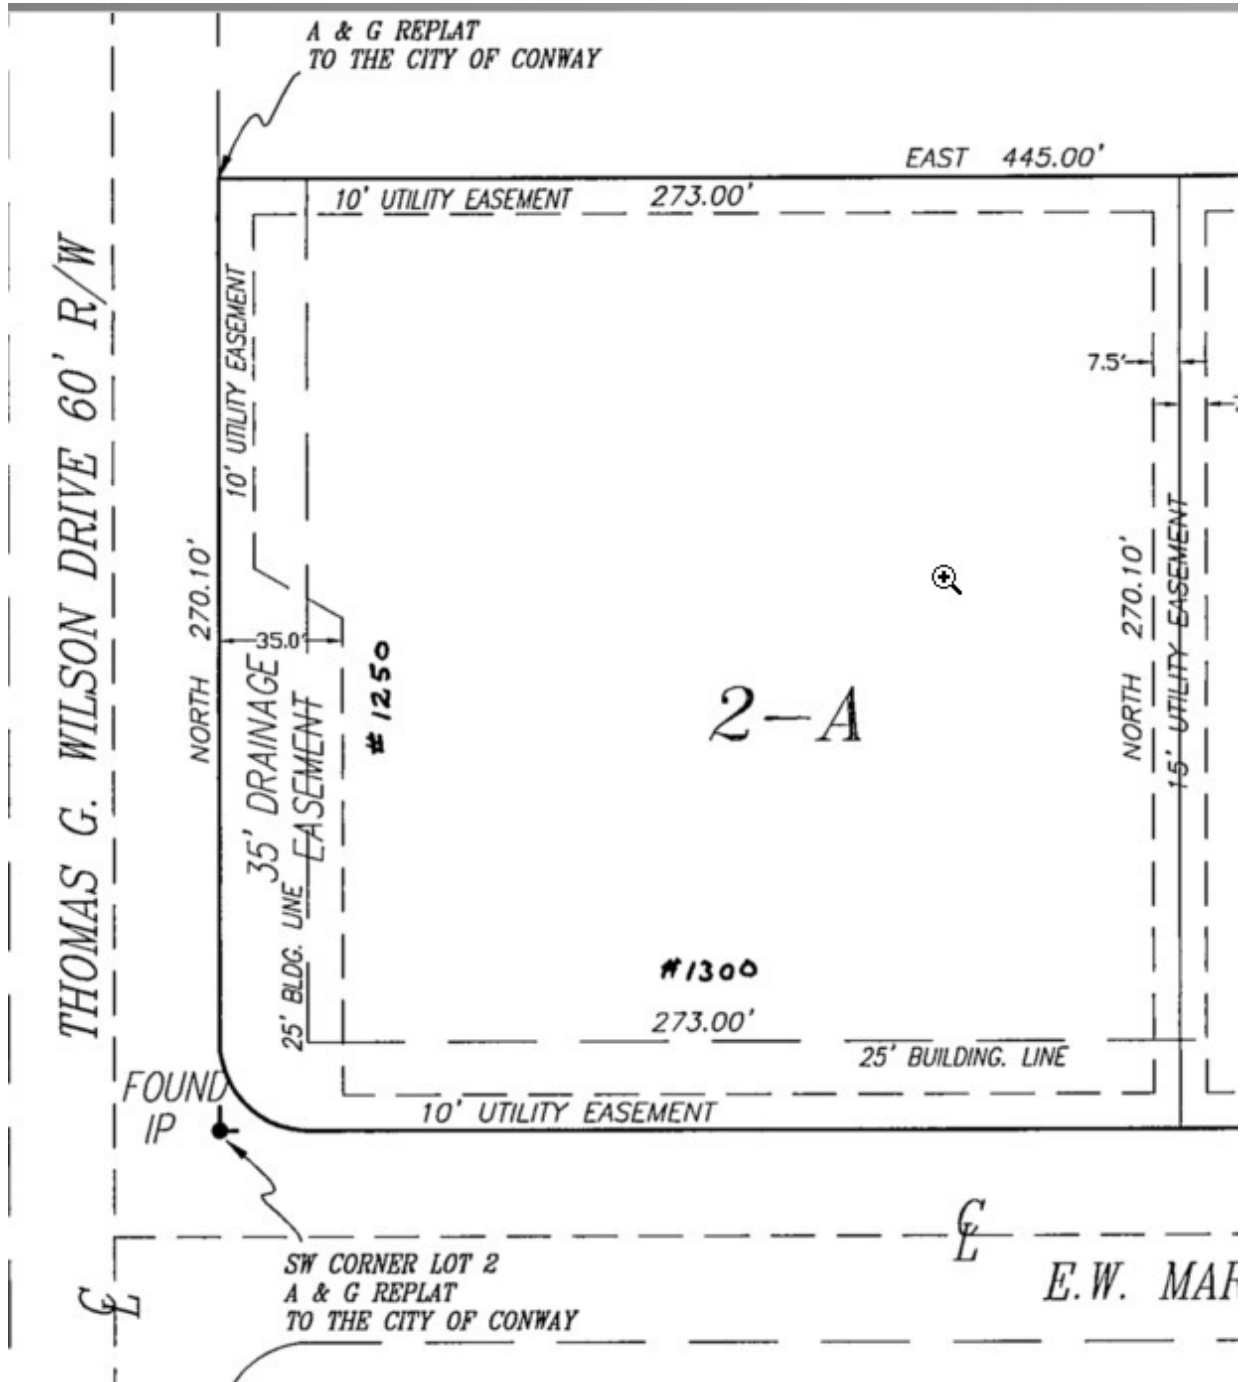 A & G REPLAT
TO THE CITY OF CONWAY
EAST 445.00'
10' UTILITY EASEMENT 273.00'
10' UTILITY EASEMENT
THOMAS G. WILSON DRIVE 60' R/W
7.5'
NORTH 270.10'
35.0'
35' DRAINAGE
EASEMENT
25' BLDG. LINE
# 1250
2-A
NORTH 270.10'
15' UTILITY EASEMENT
#1300
273.00'
25' BUILDING. LINE
10' UTILITY EASEMENT
FOUND
IP
SW CORNER LOT 2
A & G REPLAT
TO THE CITY OF CONWAY
CL
CL
E.W.